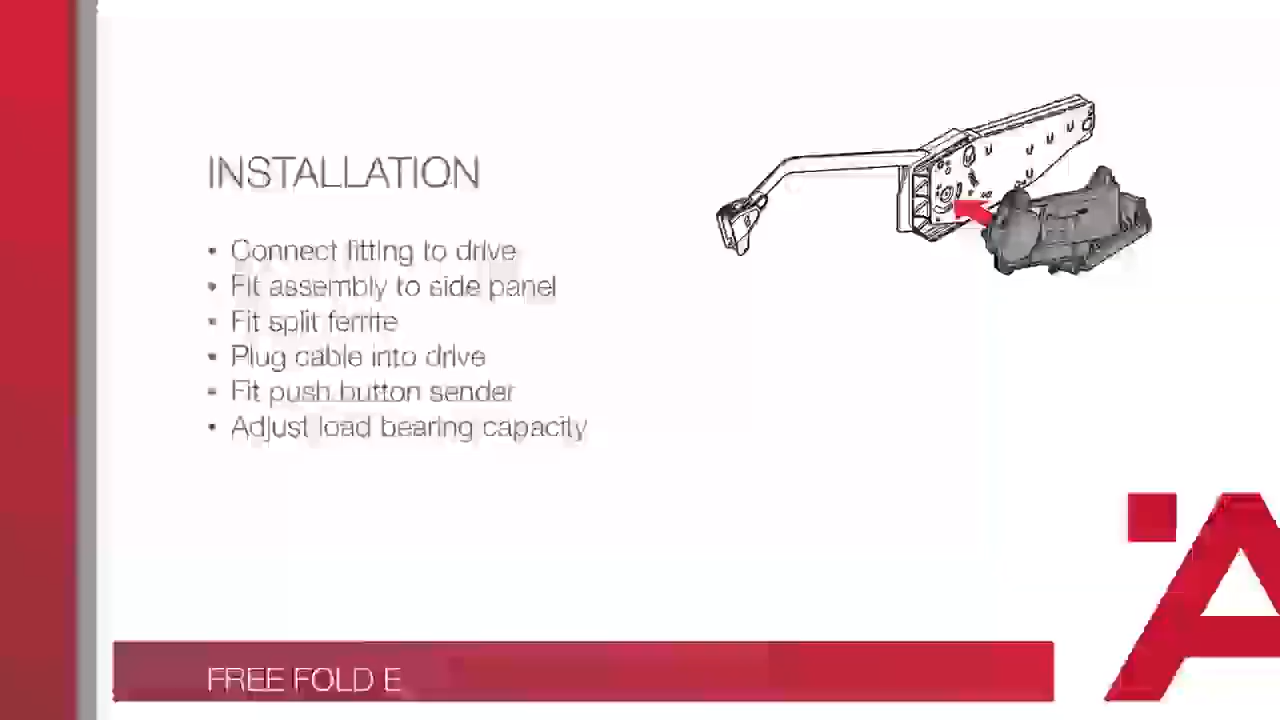 INSTALLATION
• Connect fitting to drive
• Fit assembly to side panel
• Fit split ferrite
• Plug cable into drive
• Fit push button sender
• Adjust load bearing capacity
FREE FOLD E